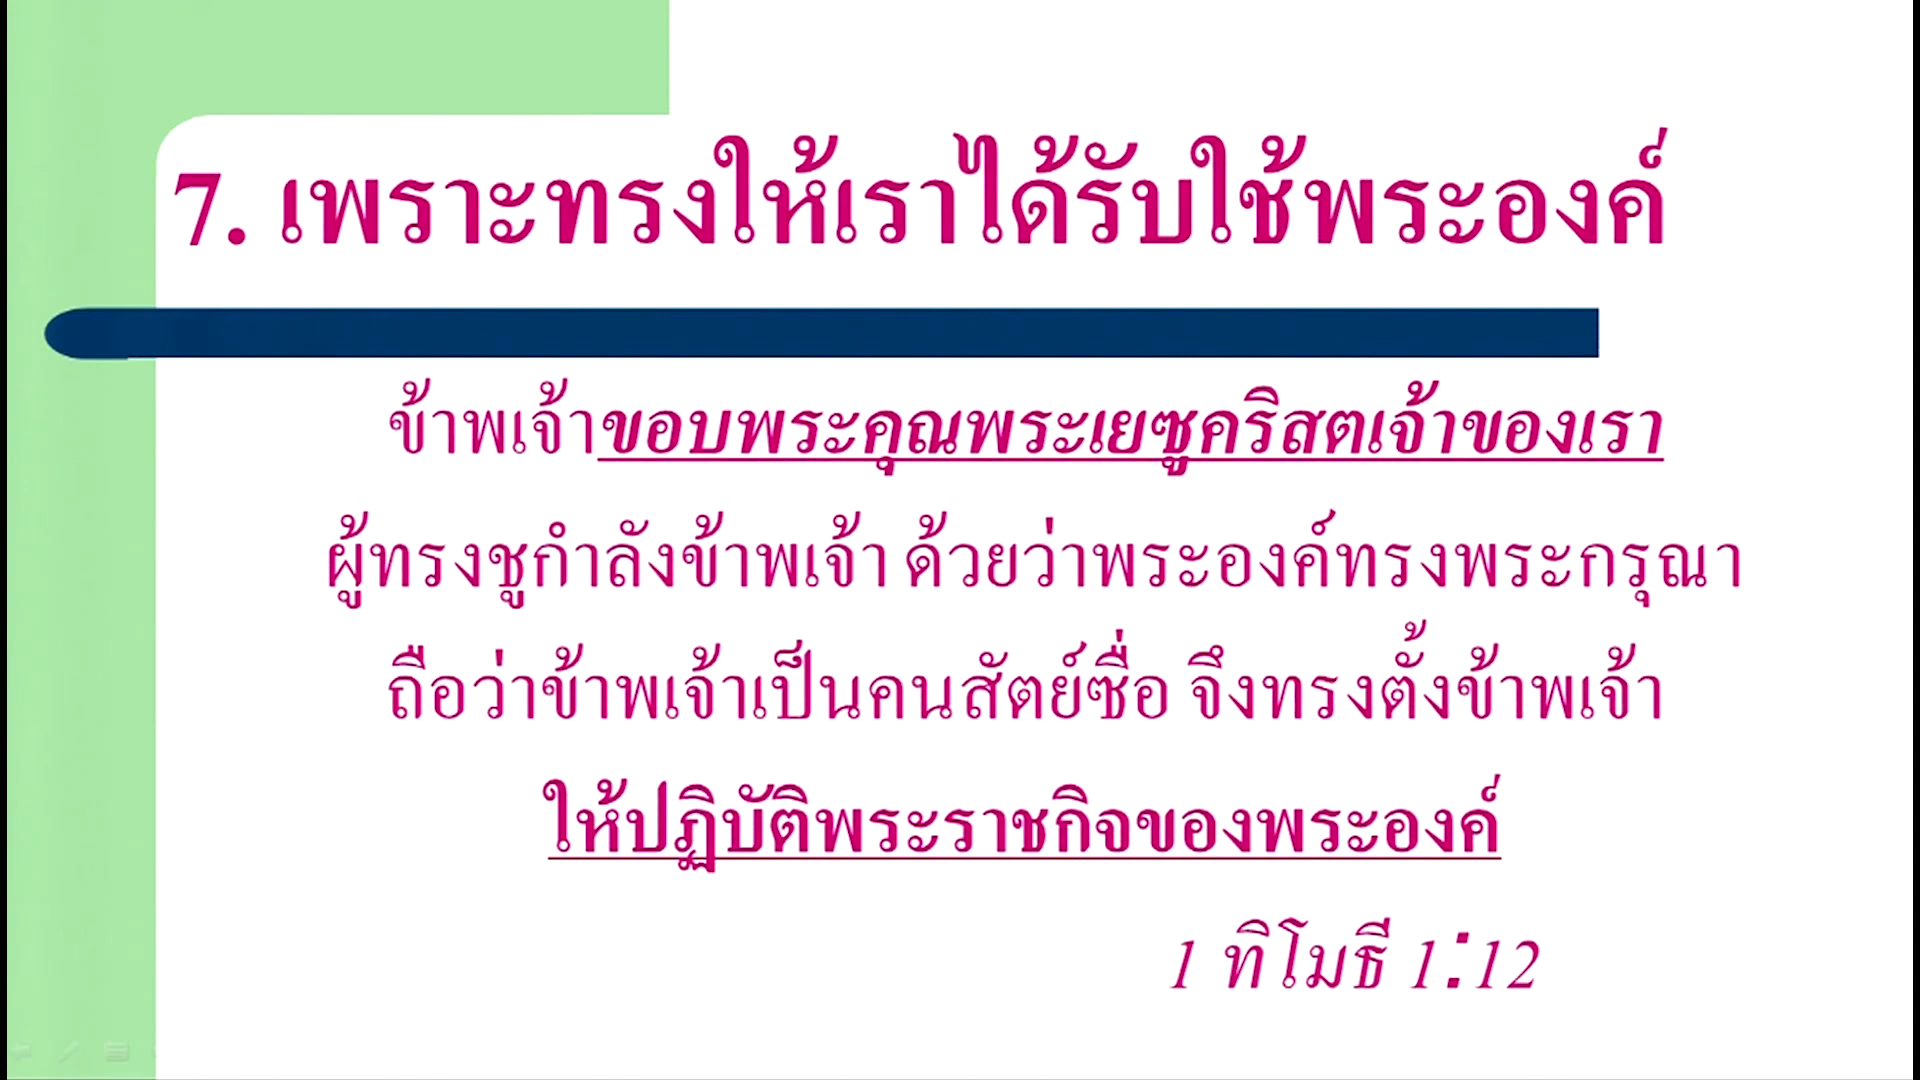 7. เพราะทรงให้เราได้รับใช้พระองค์
ข้าพเจ้าขอบพระคุณพระเยซูคริสตเจ้าของเรา
ผู้ทรงชูกำลังข้าพเจ้า ด้วยว่าพระองค์ทรงพระกรุณา
ถือว่าข้าพเจ้าเป็นคนสัตย์ซื่อ จึงทรงตั้งข้าพเจ้า
ให้ปฏิบัติพระราชกิจของพระองค์
1 ทิโมธี 1:12